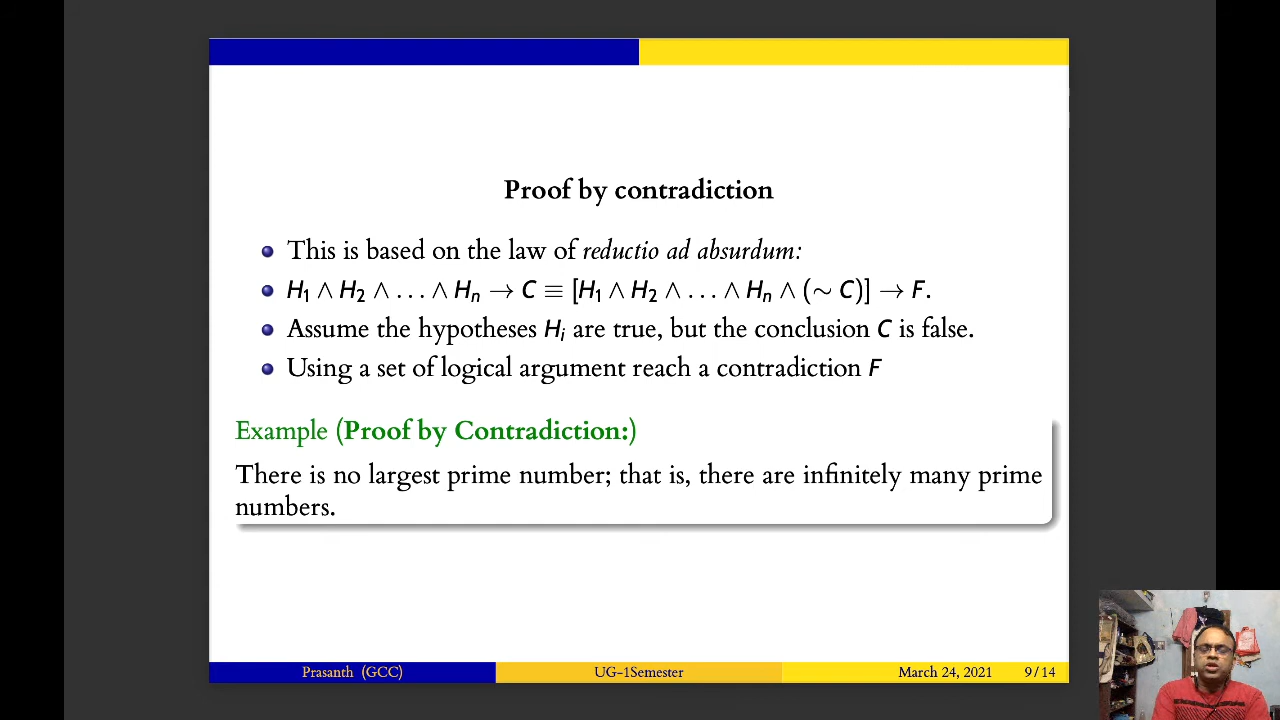 Proof by contradiction
This is based on the law of reductio ad absurdum:
H₁ ∧ H₂ ∧ . . . ∧ Hₙ → C ≡ [H₁ ∧ H₂ ∧ . . . ∧ Hₙ ∧ (∼ C)] → F.
Assume the hypotheses Hᵢ are true, but the conclusion C is false.
Using a set of logical argument reach a contradiction F
Example (Proof by Contradiction:)
There is no largest prime number; that is, there are infinitely many prime
numbers.
Prasanth (GCC) UG-1Semester March 24, 2021 9 / 14